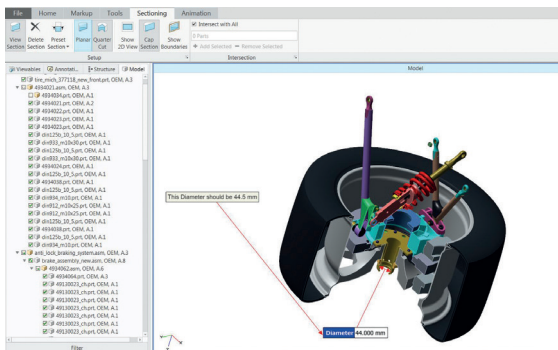 File Home Markup Tools Sectioning Animation
View Section
Delete Section
Preset Section
Planar
Quarter Cut
Show 2D View
Cap Section
Show Boundaries
Intersect with All
0 Parts
Add Selected Remove Selected
Setup Intersection
Viewables Annotati... Structure Model
Model
tire_mich_377118_new_front.prt, OEM, A.3
4934021.asm, OEM, A.3
4934034.prt, OEM, A.1
4934021.prt, OEM, A.2
4934022.prt, OEM, A.1
4934023.prt, OEM, A.1
4934023.prt, OEM, A.1
din125b_10_5.prt, OEM, A.1
din933_m10x30.prt, OEM, A.1
din125b_10_5.prt, OEM, A.1
din933_m10x30.prt, OEM, A.1
4934024.prt, OEM, A.1
din125b_10_5.prt, OEM, A.1
4934038.prt, OEM, A.1
din125b_10_5.prt, OEM, A.1
din934_m10.prt, OEM, A.1
din912_m10x25.prt, OEM, A.1
din912_m10x25.prt, OEM, A.1
din125b_10_5.prt, OEM, A.1
4934038.prt, OEM, A.1
din125b_10_5.prt, OEM, A.1
din934_m10.prt, OEM, A.1
anti_lock_braking_system.asm, OEM, A.3
brake_assembly_new.asm, OEM, A.8
4934062.asm, OEM, A.6
4934064.prt, OEM, A.3
49130023_ch.prt, OEM, A.1
49130023_ch.prt, OEM, A.1
49130023_ch.prt, OEM, A.1
49130023_ch.prt, OEM, A.1
49130023_ch.prt, OEM, A.1
49130023_ch.prt, OEM, A.1
Filter
This Diameter should be 44.5 mm
Diameter 44.000 mm